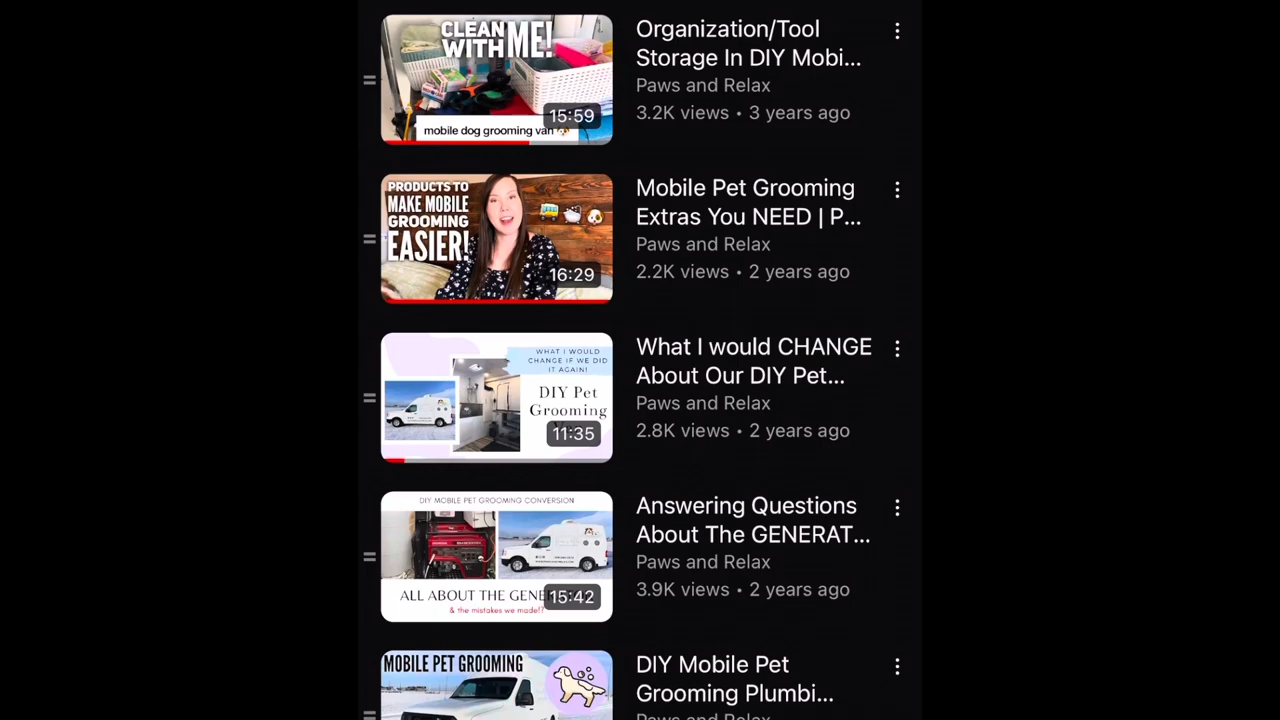 CLEAN
WITH ME!
15:59
mobile dog grooming van
Organization/Tool
Storage In DIY Mobi...
Paws and Relax
3.2K views • 3 years ago
PRODUCTS TO
MAKE MOBILE
GROOMING
EASIER!
16:29
Mobile Pet Grooming
Extras You NEED | P...
Paws and Relax
2.2K views • 2 years ago
WHAT I WOULD
CHANGE IF WE DID
IT AGAIN!
DIY Pet
Grooming
11:35
What I would CHANGE
About Our DIY Pet...
Paws and Relax
2.8K views • 2 years ago
DIY MOBILE PET GROOMING CONVERSION
ALL ABOUT THE GENE
15:42
& the mistakes we made!?
Answering Questions
About The GENERAT...
Paws and Relax
3.9K views • 2 years ago
MOBILE PET GROOMING
DIY Mobile Pet
Grooming Plumbi...
Paws and Relax